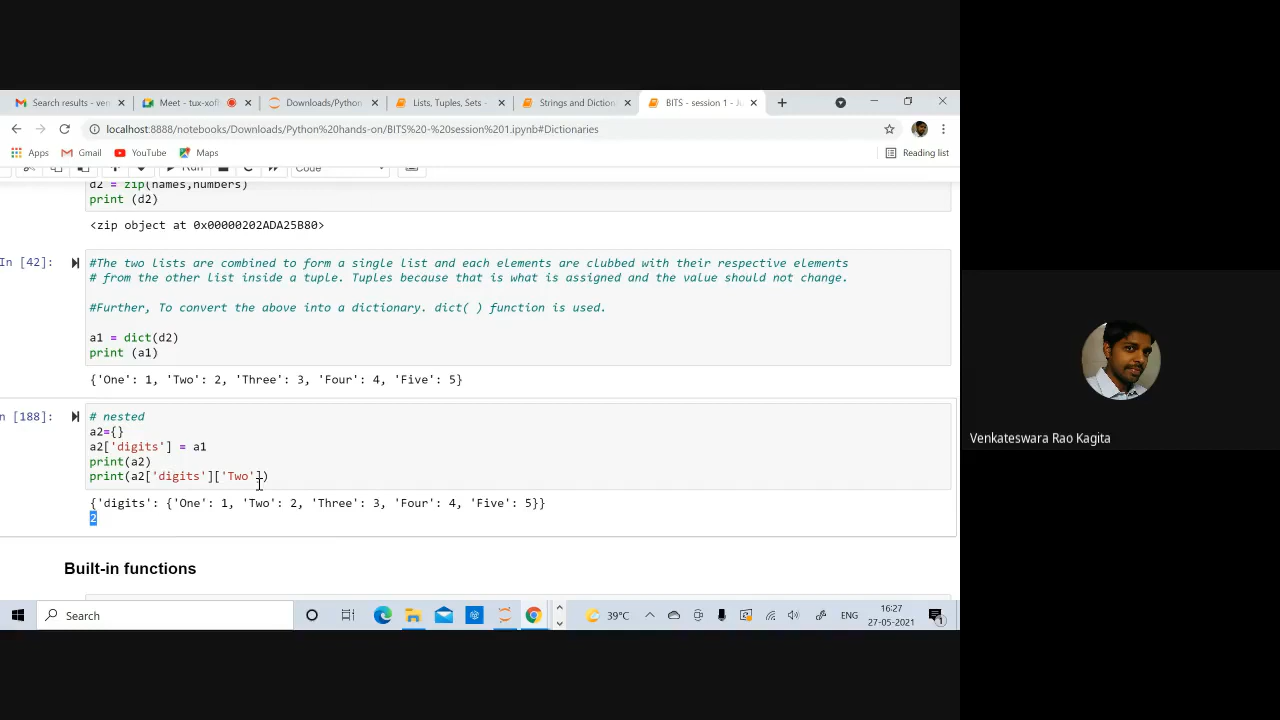 Search results - ven
Meet - tux-xofl
Downloads/Python
Lists, Tuples, Sets -
Strings and Diction
BITS - session 1 - Ju
localhost:8888/notebooks/Downloads/Python%20hands-on/BITS%20-%20session%201.ipynb#Dictionaries
Apps
Gmail
YouTube
Maps
Reading list
Run
Code
d2 = zip(names,numbers)
print (d2)
<zip object at 0x00000202ADA25B80>
In [42]:
#The two lists are combined to form a single list and each elements are clubbed with their respective elements
# from the other list inside a tuple. Tuples because that is what is assigned and the value should not change.
#Further, To convert the above into a dictionary. dict( ) function is used.
a1 = dict(d2)
print (a1)
{'One': 1, 'Two': 2, 'Three': 3, 'Four': 4, 'Five': 5}
n [188]:
# nested
a2={}
a2['digits'] = a1
print(a2)
print(a2['digits']['Two'])
{'digits': {'One': 1, 'Two': 2, 'Three': 3, 'Four': 4, 'Five': 5}}
2
Built-in functions
Venkateswara Rao Kagita
Search
39°C
ENG
16:27
27-05-2021
1